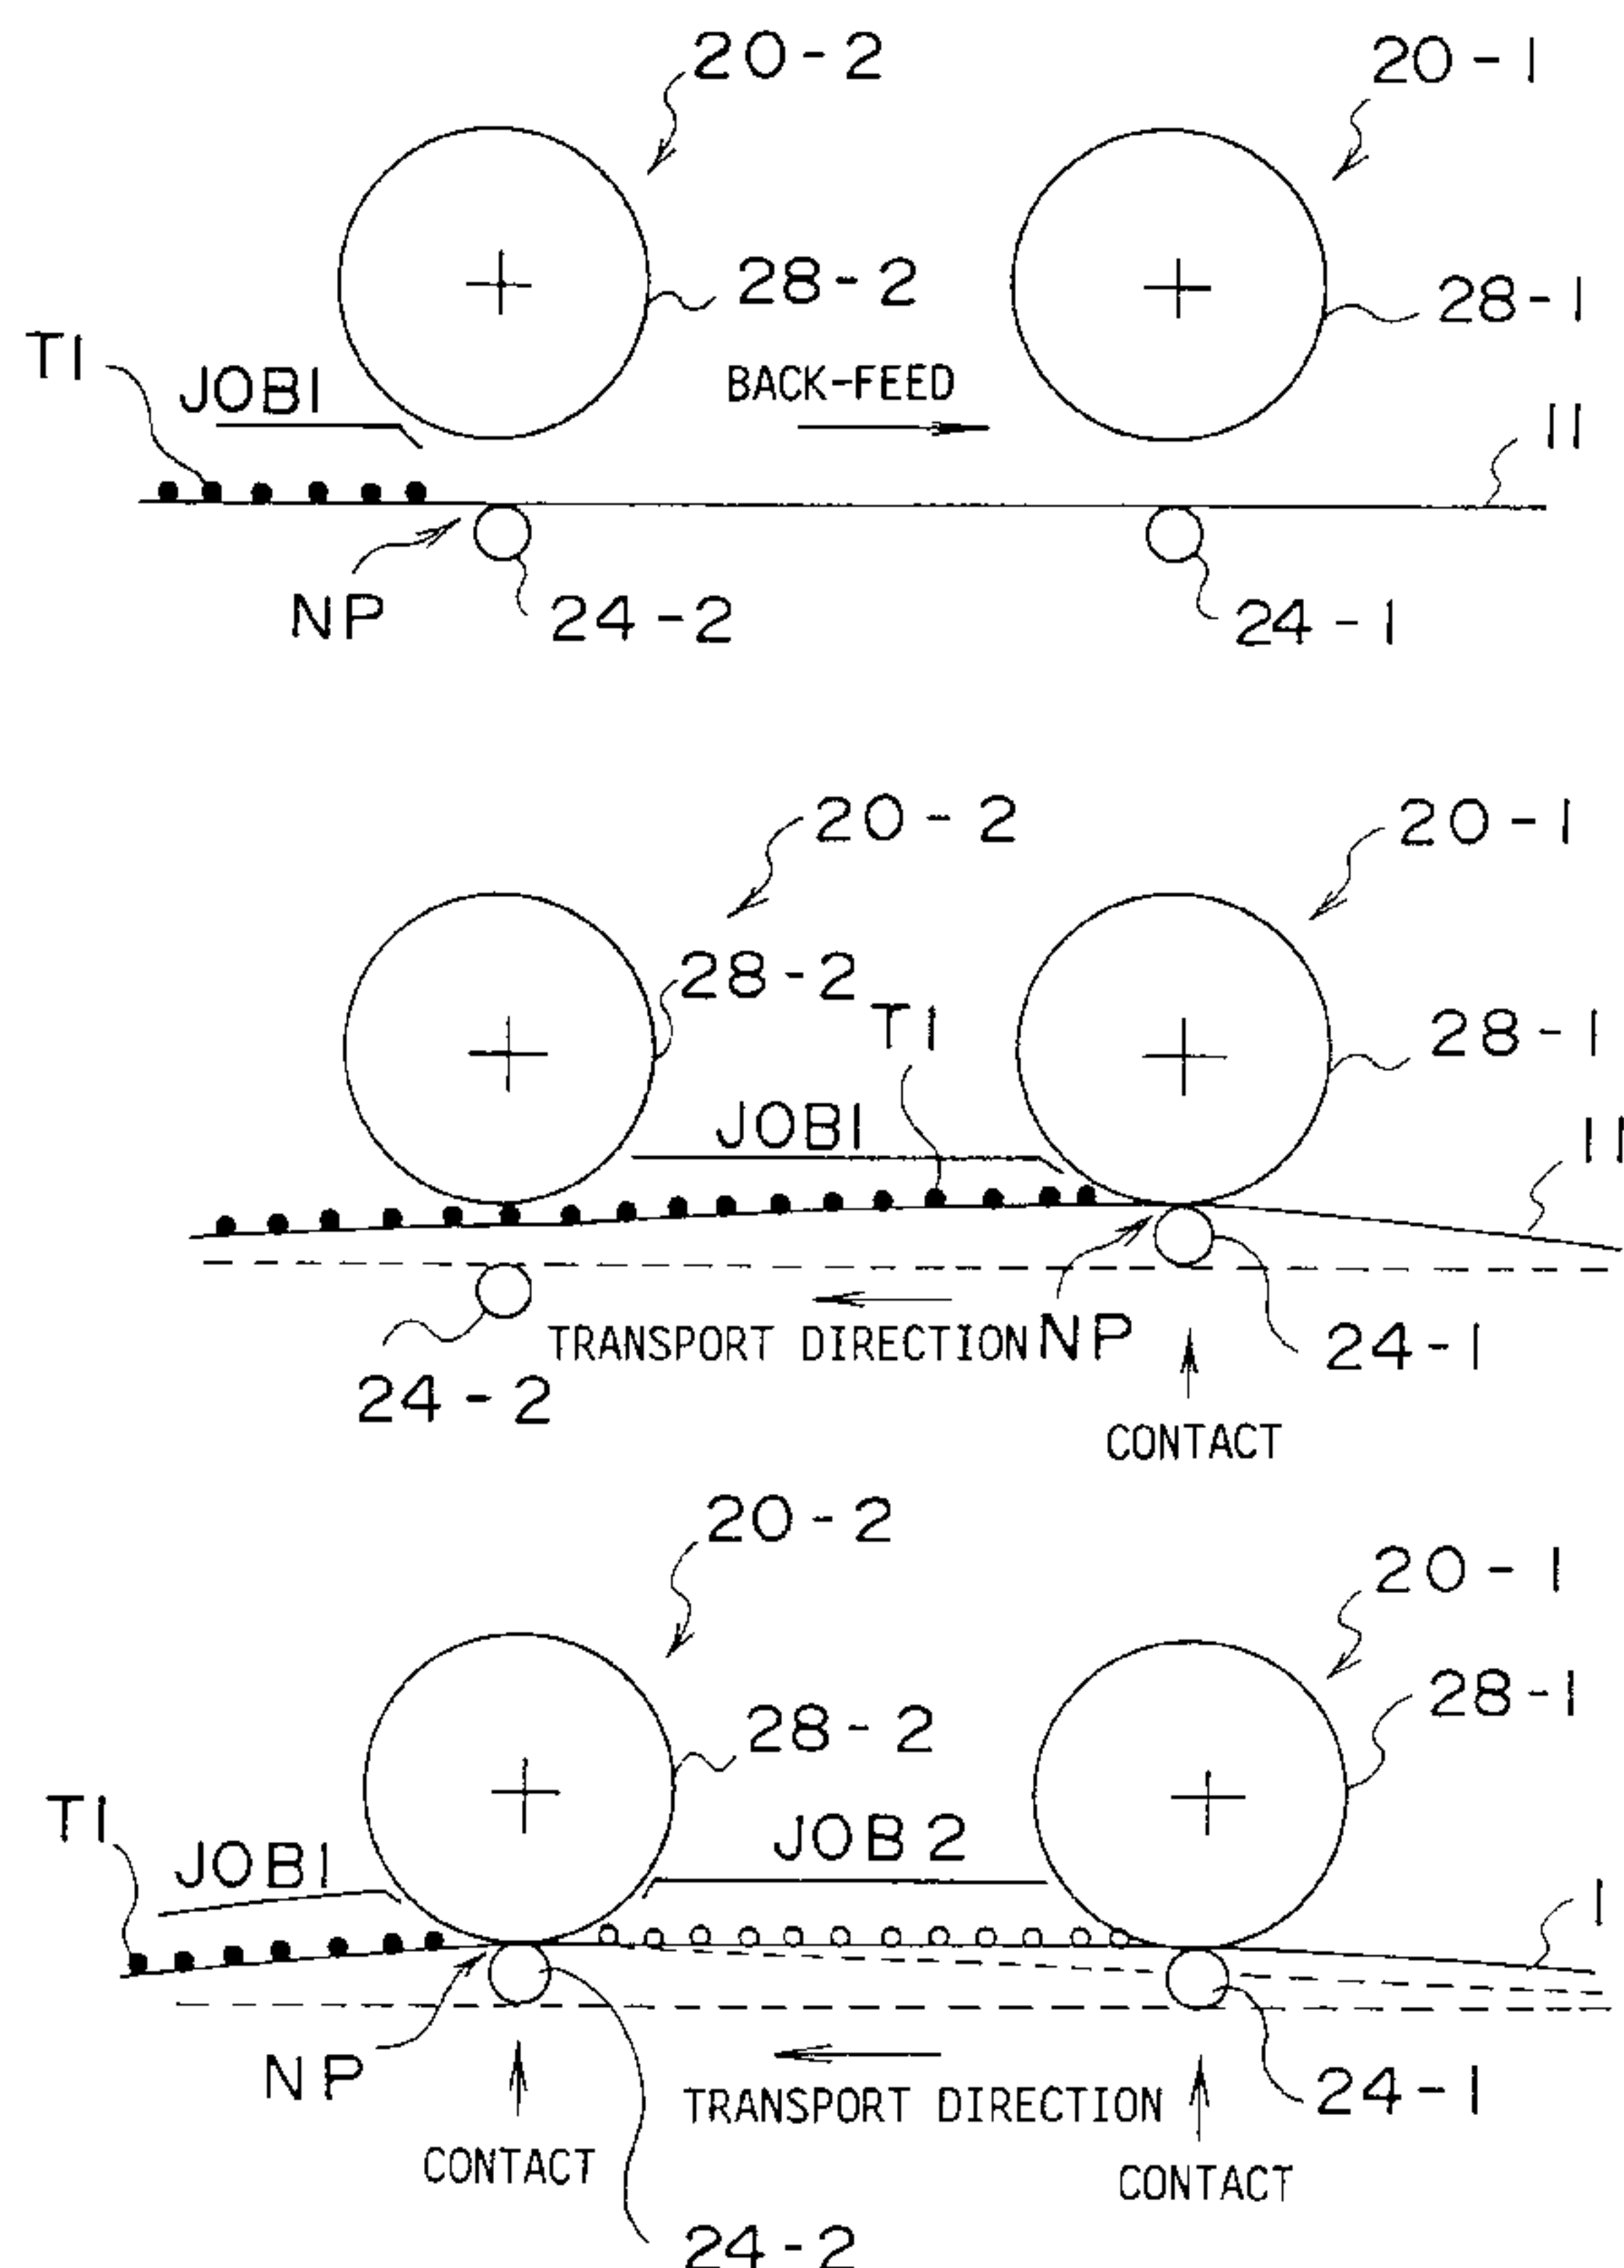 20-2
20-1
28-2
28-1
T1
JOB1
BACK-FEED
11
NP
24-2
24-1
20-2
20-1
28-2
T1
28-1
JOB1
11
TRANSPORT DIRECTION
NP
24-1
24-2
CONTACT
20-2
20-1
28-1
28-2
T1
JOB1
JOB2
1
NP
24-1
TRANSPORT DIRECTION
CONTACT
CONTACT
24-2